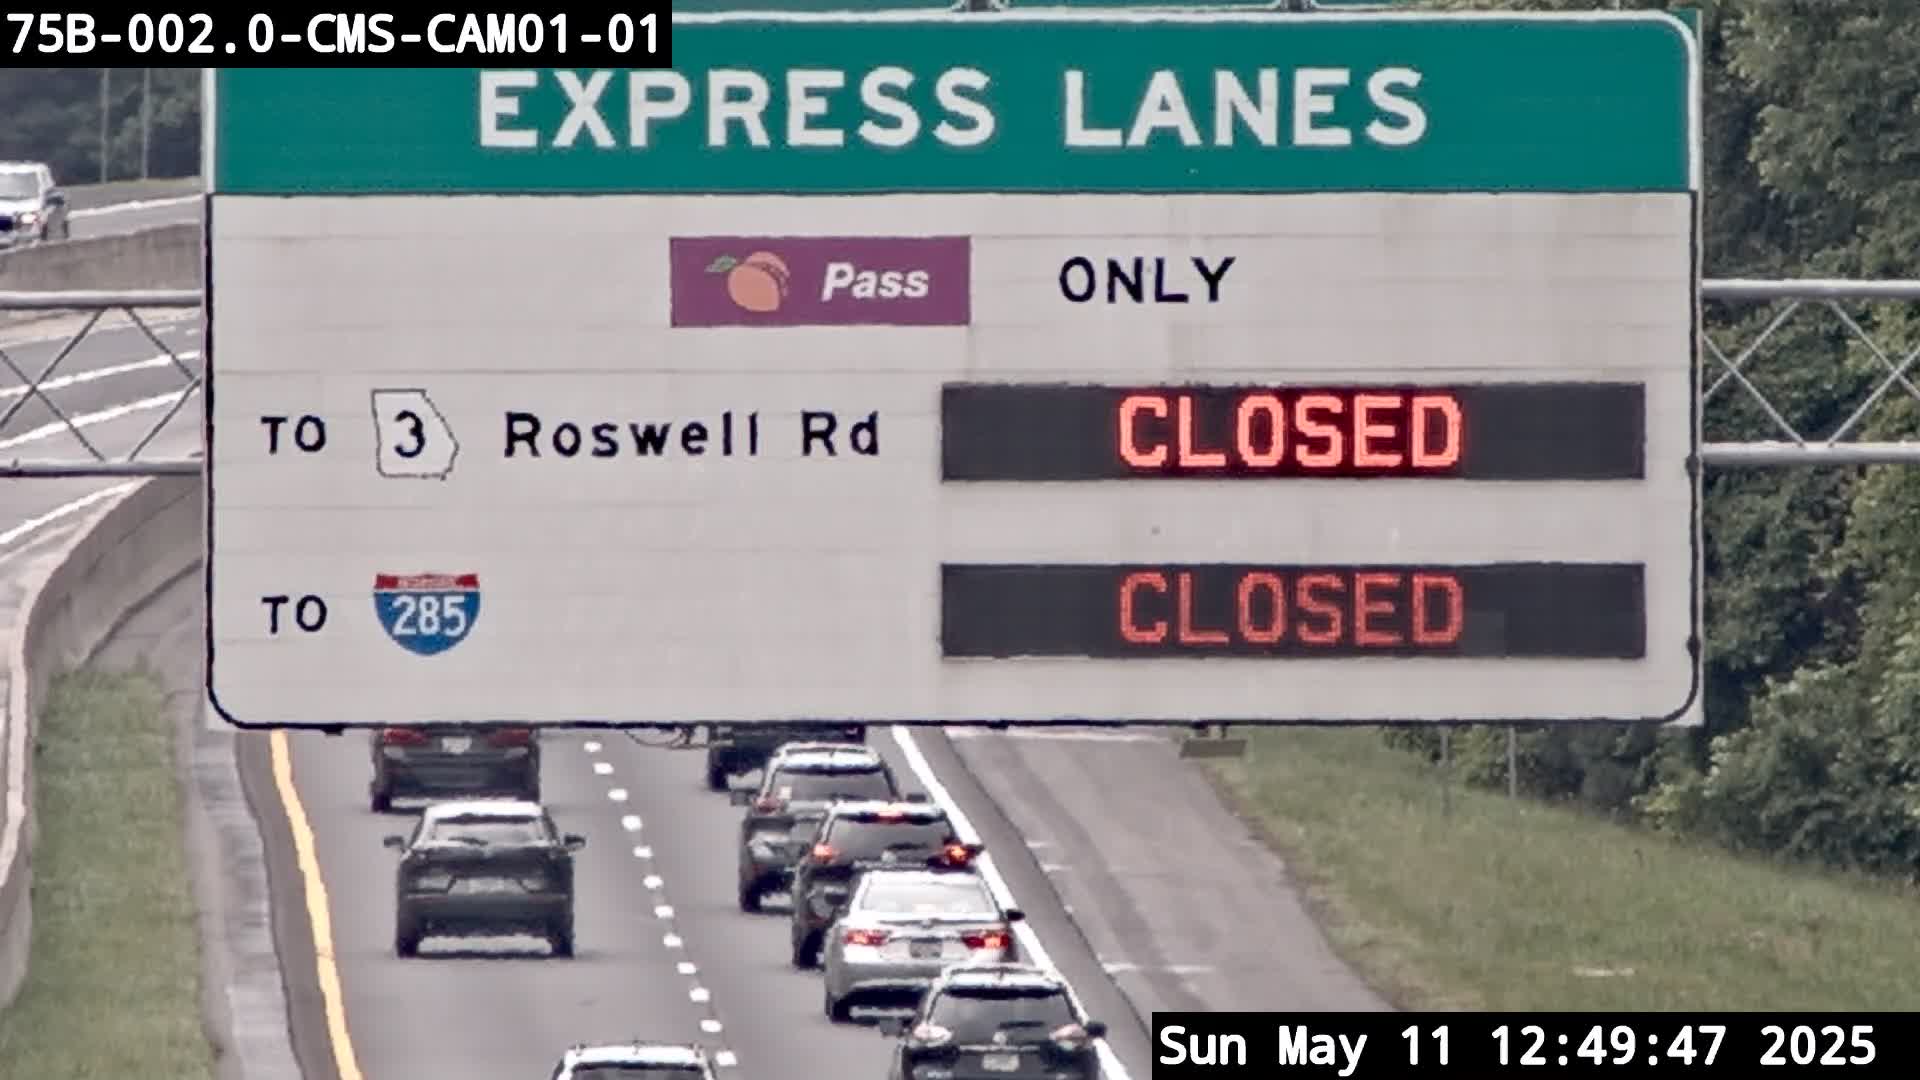 75B-002.0-CMS-CAM01-01
EXPRESS LANES
Pass ONLY
TO 3 Roswell Rd CLOSED
TO 285 CLOSED
Sun May 11 12:49:47 2025